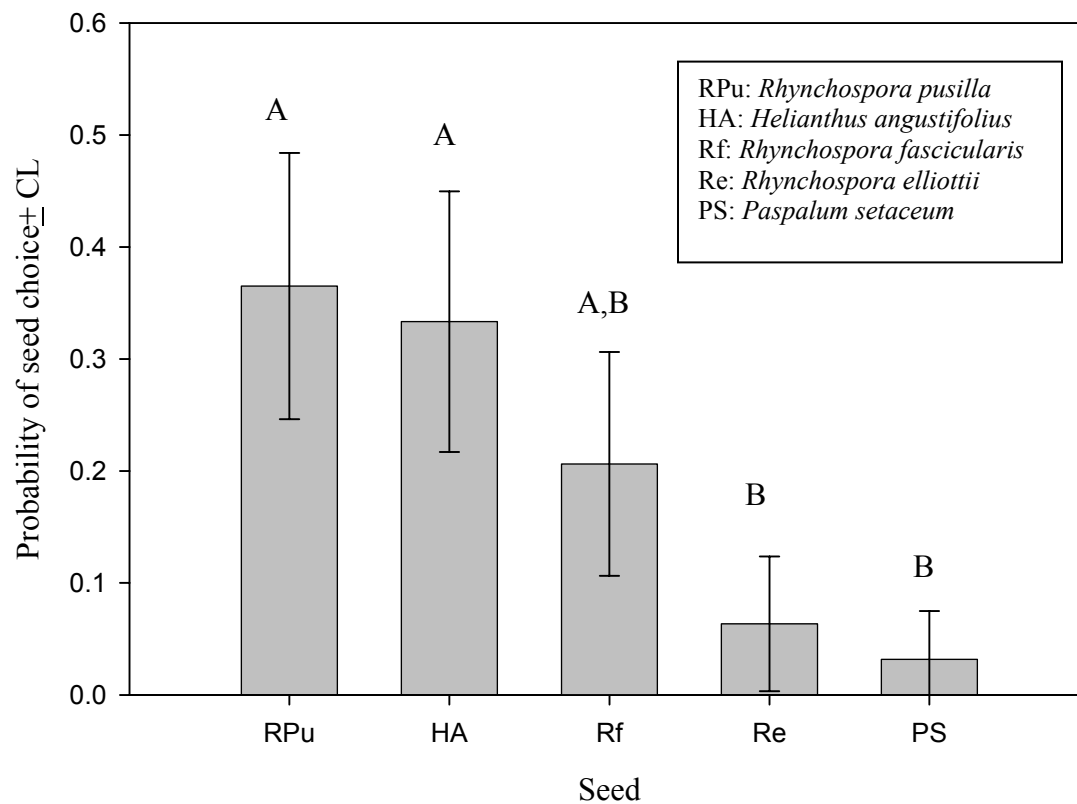 Probability of seed choice+ CL
0.6
0.5
0.4
0.3
0.2
0.1
0.0
A
A
A,B
B
B
RPu: Rhynchospora pusilla
HA: Helianthus angustifolius
Rf: Rhynchospora fascicularis
Re: Rhynchospora elliottii
PS: Paspalum setaceum
RPu HA Rf Re PS
Seed